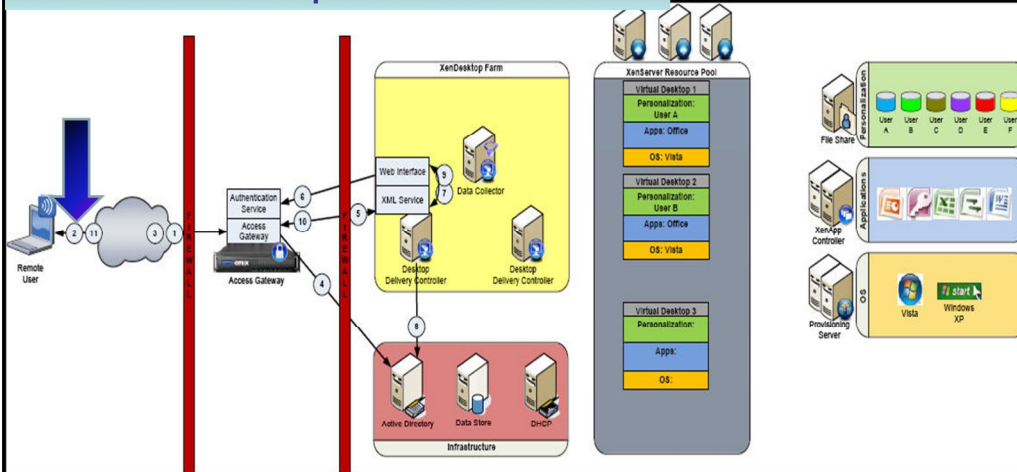 XenDesktop Farm
Web Interface
XML Service
Data Collector
Desktop
Delivery Controller
Desktop
Delivery Controller
XenServer Resource Pool
Virtual Desktop 1
Personalization:
User A
Apps: Office
OS: Vista
Virtual Desktop 2
Personalization:
User B
Apps: Office
OS: Vista
Virtual Desktop 3
Personalization:
Apps:
OS:
File Share
Personalization
User
A
User
B
User
C
User
D
User
E
User
F
XenApp
Controller
Applications
Provisioning
Server
OS
Vista
start
Windows
XP
Remote
User
2
11
3
1
FIREWALL
Authentication
Service
Access
Gateway
Access Gateway
6
10
5
4
FIREWALL
9
7
8
Active Directory
Data Store
DHCP
Infrastructure